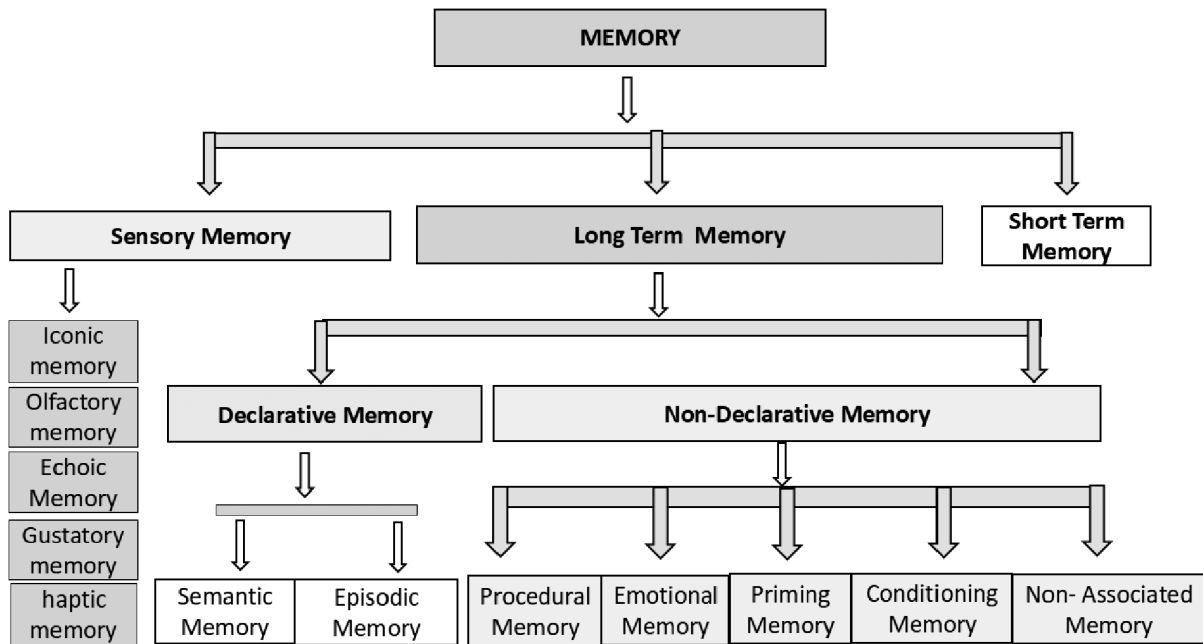 MEMORY
Sensory Memory
Long Term Memory
Short Term
Memory
Iconic
memory
Olfactory
memory
Echoic
Memory
Gustatory
memory
haptic
memory
Declarative Memory
Non-Declarative Memory
Semantic
Memory
Episodic
Memory
Procedural
Memory
Emotional
Memory
Priming
Memory
Conditioning
Memory
Non- Associated
Memory